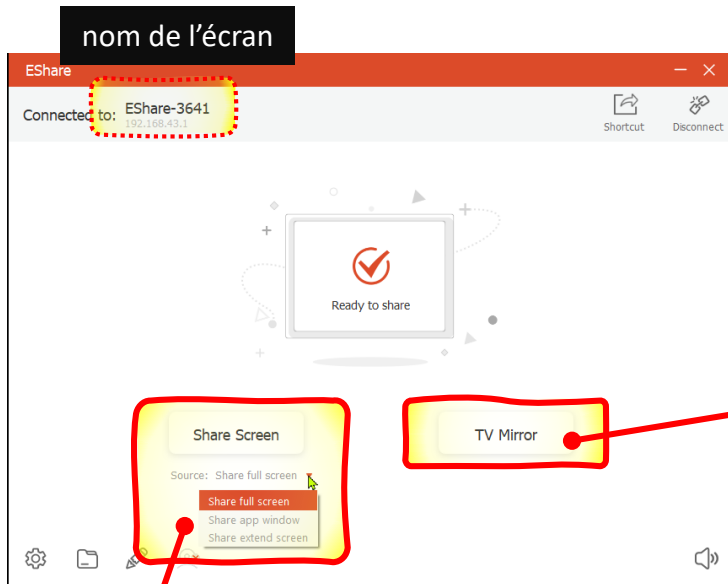 nom de l’écran
EShare
Connected to: EShare-3641
192.168.43.1
Shortcut
Disconnect
Ready to share
Share Screen
TV Mirror
Source: Share full screen
Share full screen
Share app window
Share extend screen